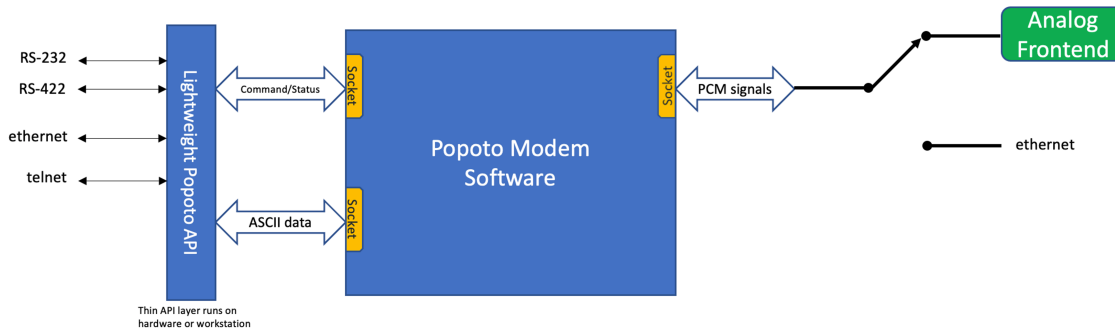 RS-232
RS-422
ethernet
telnet
Lightweight Popoto API
Thin API layer runs on
hardware or workstation
Command/Status
ASCII data
Socket
Socket
Popoto Modem
Software
Socket
PCM signals
Analog
Frontend
ethernet